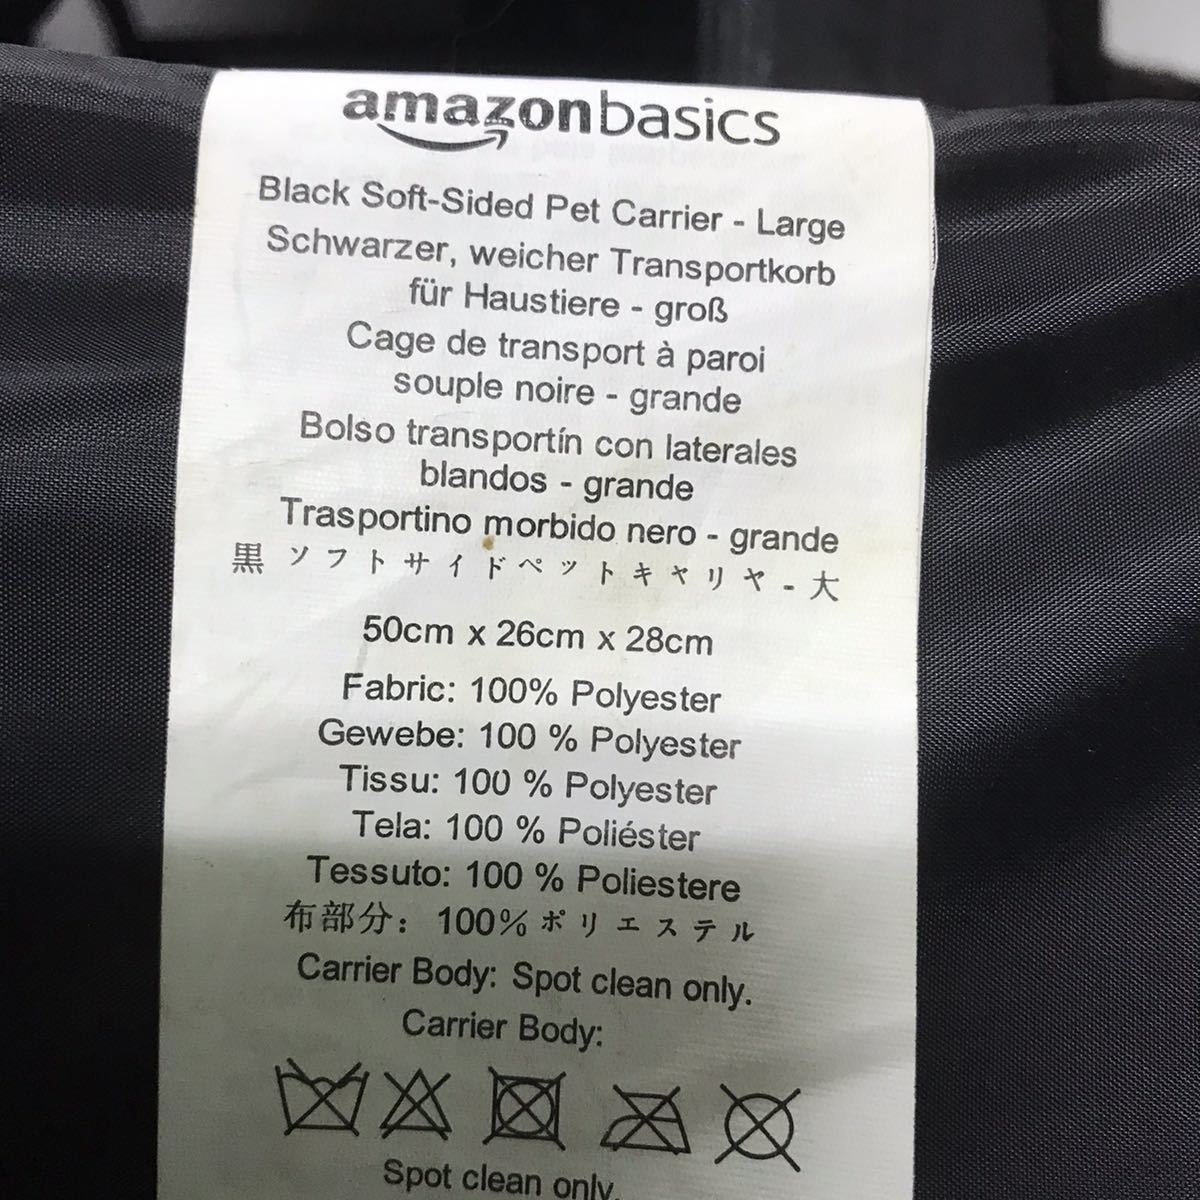 amazonbasics
Black Soft-Sided Pet Carrier - Large
Schwarzer, weicher Transportkorb
für Haustiere - groß
Cage de transport à paroi
souple noire - grande
Bolso transportín con laterales
blandos - grande
Trasportino morbido nero - grande
黒 ソフトサイドペットキャリヤ - 大
50cm x 26cm x 28cm
Fabric: 100% Polyester
Gewebe: 100 % Polyester
Tissu: 100 % Polyester
Tela: 100 % Poliéster
Tessuto: 100 % Poliestere
布部分: 100%ポリエステル
Carrier Body: Spot clean only.
Carrier Body:
Spot clean only.